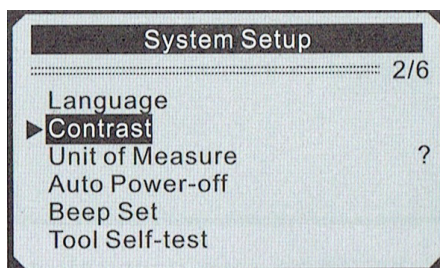 System Setup
2/6
Language
Contrast
Unit of Measure ?
Auto Power-off
Beep Set
Tool Self-test